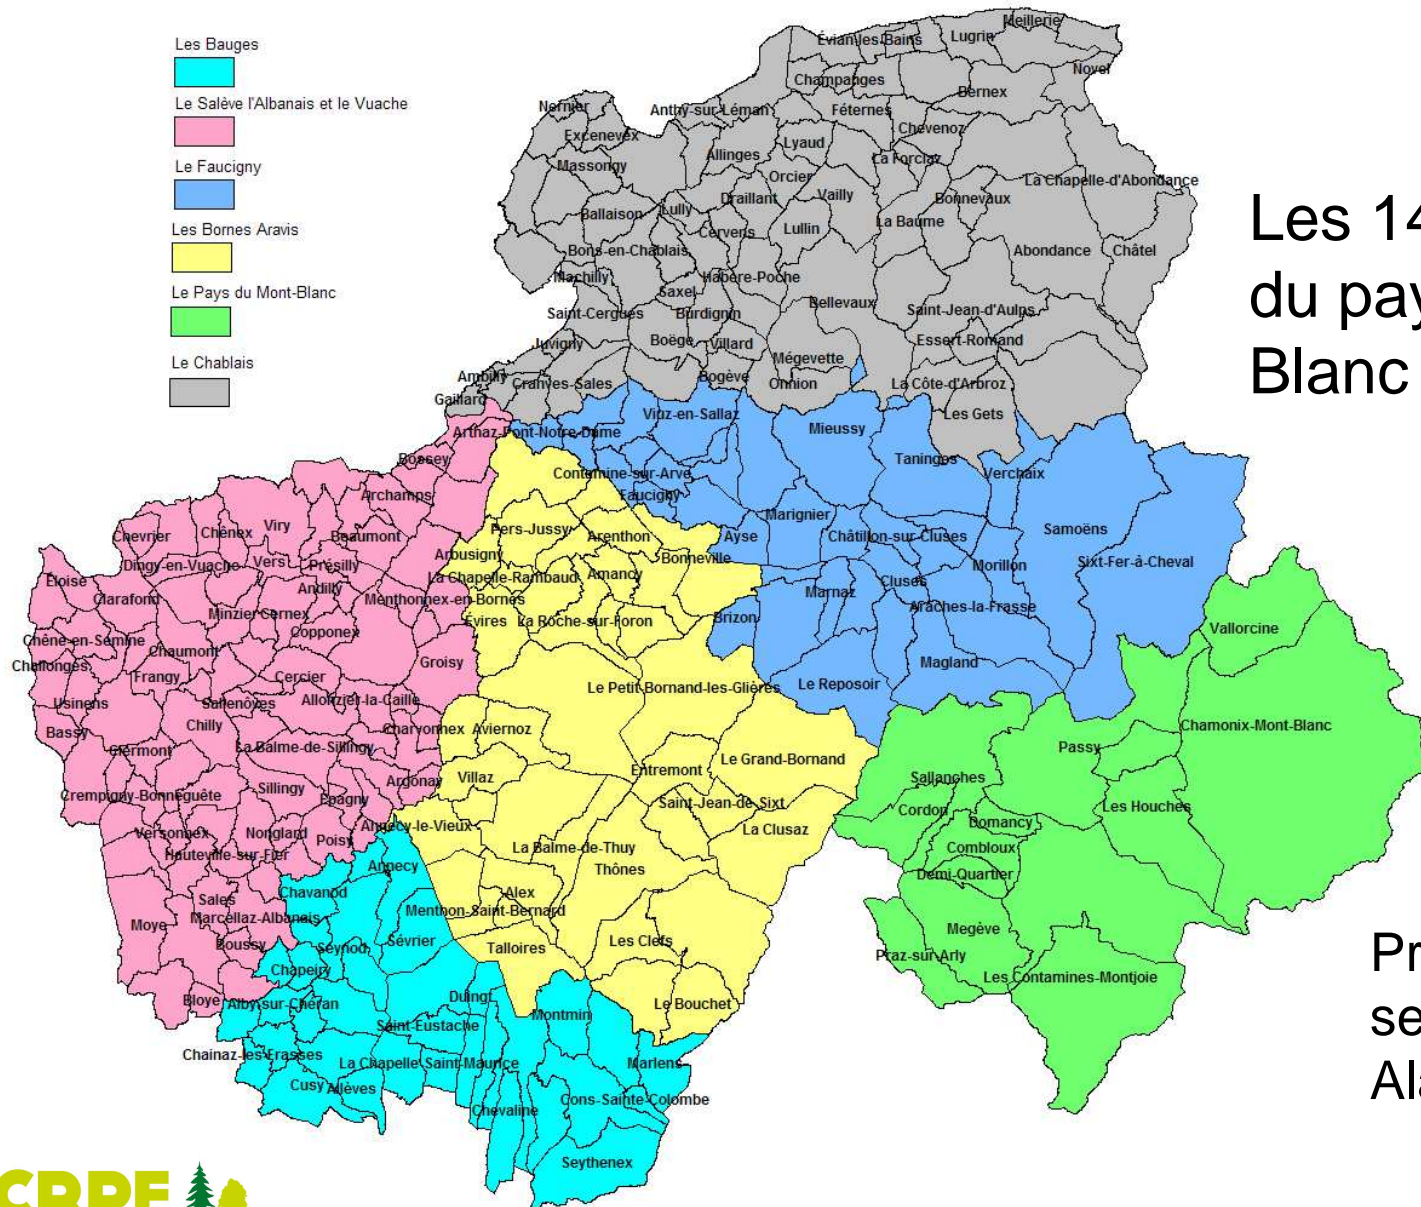 Les Bauges
Le Salève l'Albanais et le Vuache
Le Faucigny
Les Bornes Aravis
Le Pays du Mont-Blanc
Le Chablais
Les 14
du pay
Blanc
Pr
se
Ala
Meillerie
Évian-les-Bains
Lugrin
Novel
Champanges
Bernex
Nernier
Anthy-sur-Léman
Féternes
Excenevex
Chevenoz
Lyaud
Allinges
La Forclaz
Massongy
Orcier
La Chapelle-d'Abondance
Draillant
Vailly
Bonnevaux
Ballaison
Lully
La Baume
Cervens
Lullin
Bons-en-Chablais
Abondance
Châtel
Machilly
Habère-Poche
Saxel
Bellevaux
Saint-Cergues
Burdignin
Saint-Jean-d'Aulps
Juvigny
Boëge
Villard
Essert-Romand
Mégevette
Ambilly
Cranves-Sales
Bogève
Onnion
La Côte-d'Arbroz
Gaillard
Les Gets
Viuz-en-Sallaz
Arthaz-Pont-Notre-Dame
Mieussy
Bossey
Taninges
Contamine-sur-Arve
Verchaix
Archamps
Faucigny
Marignier
Chênex
Viry
Pers-Jussy
Samoëns
Chevrier
Beaumont
Arenthon
Ayse
Châtillon-sur-Cluses
Arbusigny
Bonneville
Dingy-en-Vuache
Vers
Présilly
Morillon
Sixt-Fer-à-Cheval
Éloise
La Chapelle-Rambaud
Amancy
Cluses
Andilly
Marnaz
Clarafond
Menthonnex-en-Bornes
Arâches-la-Frasse
Minzier
Cernex
Évires
La Roche-sur-Foron
Brizon
Vallorcine
Copponex
Chêne-en-Semine
Chaumont
Challonges
Groisy
Magland
Frangy
Cercier
Le Petit-Bornand-les-Glières
Le Reposoir
Usinens
Sallenôves
Allonzier-la-Caille
Chilly
Charvonnex
Aviernoz
Chamonix-Mont-Blanc
Bassy
Clermont
La Balme-de-Sillingy
Passy
Le Grand-Bornand
Entremont
Argonay
Villaz
Sallanches
Sillingy
Crempigny-Bonneguête
Epagny
Saint-Jean-de-Sixt
Les Houches
Cordon
Domancy
Versonnex
Nonglard
Poisy
Annecy-le-Vieux
La Clusaz
Hauteville-sur-Fier
La Balme-de-Thuy
Combloux
Annecy
Thônes
Demi-Quartier
Chavanod
Alex
Sales
Menthon-Saint-Bernard
Marcellaz-Albanais
Moye
Megève
Boussy
Seynod
Sévrier
Talloires
Les Clefs
Praz-sur-Arly
Chapeiry
Les Contamines-Montjoie
Bloye
Alby-sur-Chéran
Duingt
Le Bouchet
Montmin
Saint-Eustache
Chainaz-les-Frasses
La Chapelle-Saint-Maurice
Marlens
Cusy
Allèves
Chevaline
Cons-Sainte-Colombe
Seythenex
CRPF